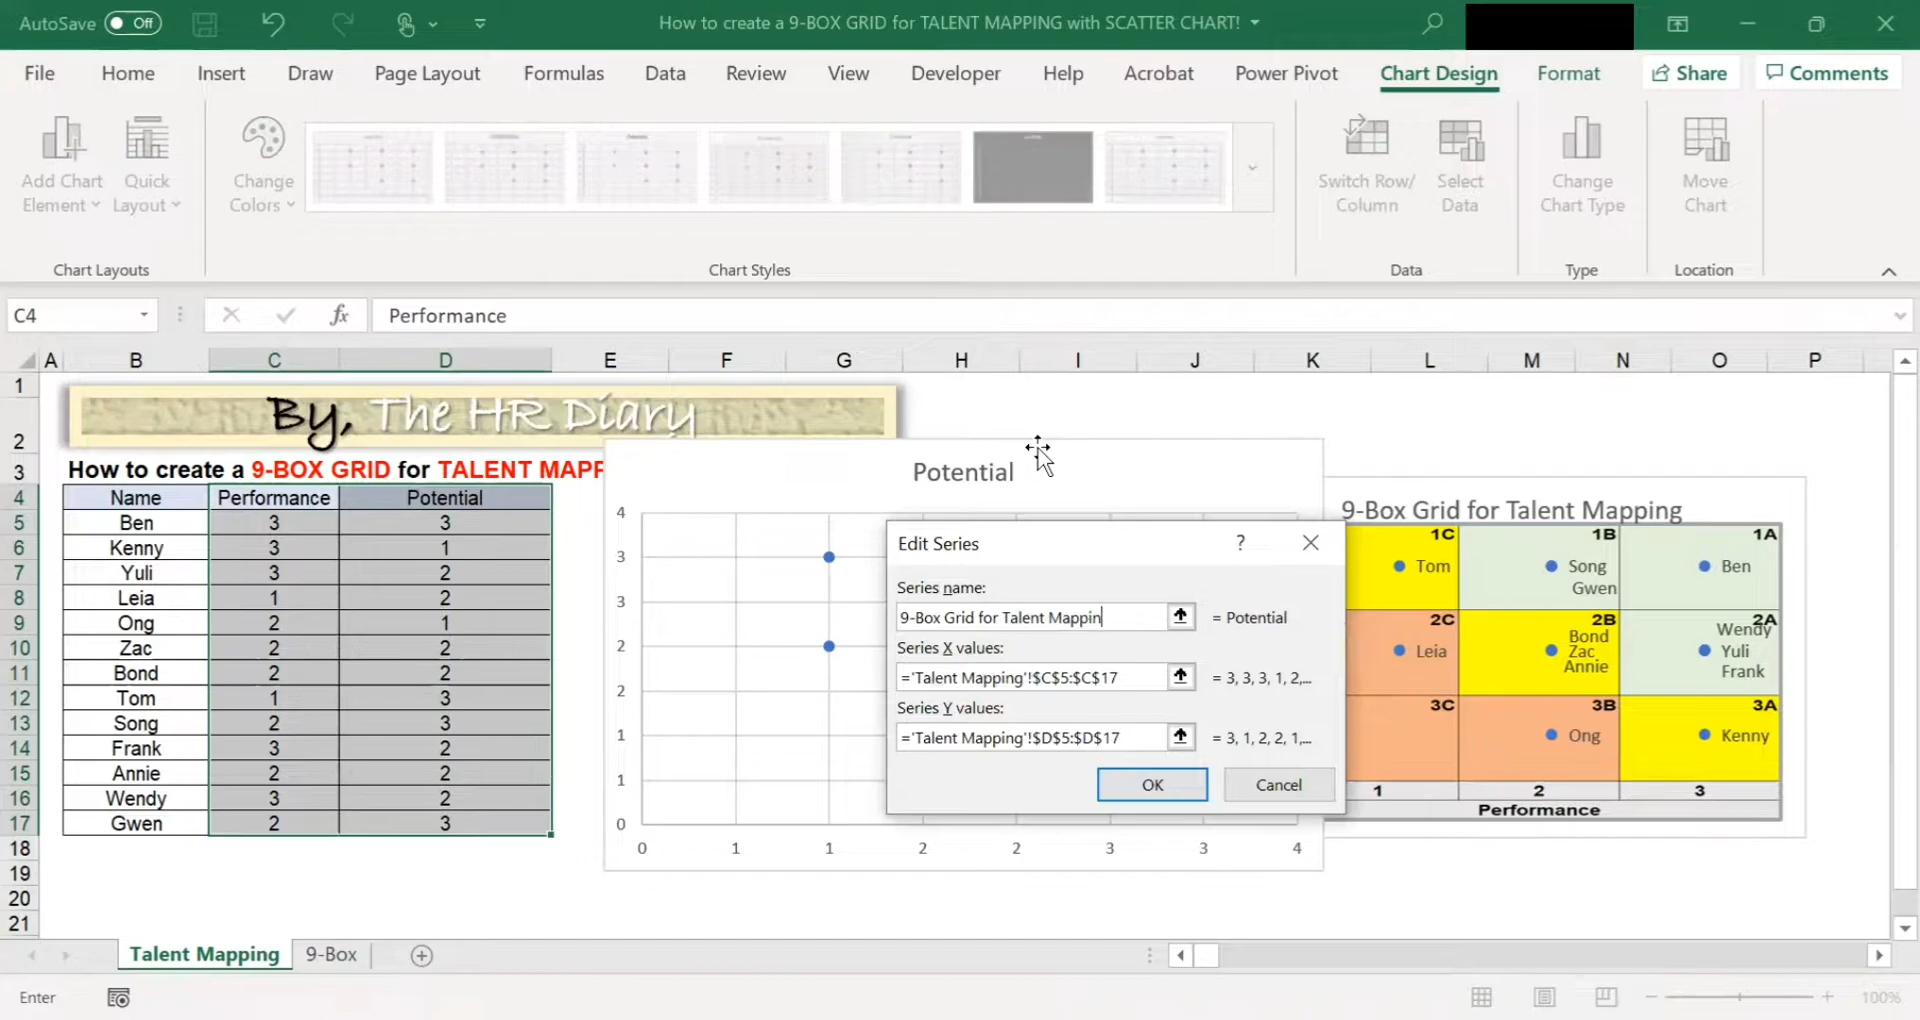 AutoSave Off How to create a 9-BOX GRID for TALENT MAPPING with SCATTER CHART!
File Home Insert Draw Page Layout Formulas Data Review View Developer Help Acrobat Power Pivot Chart Design Format Share Comments
Add Chart Element Quick Layout Change Colors Switch Row/ Column Select Data Change Chart Type Move Chart
Chart Layouts Chart Styles Data Type Location
C4 fx Performance
A B C D E F G H I J K L M N O P
1
2 By, The HR Diary
3 How to create a 9-BOX GRID for TALENT MAPP
4 Name Performance Potential
5 Ben 3 3
6 Kenny 3 1
7 Yuli 3 2
8 Leia 1 2
9 Ong 2 1
10 Zac 2 2
11 Bond 2 2
12 Tom 1 3
13 Song 2 3
14 Frank 3 2
15 Annie 2 2
16 Wendy 3 2
17 Gwen 2 3
18
19
20
21
Potential
4
3
3
2
2
1
1
0
0 1 1 2 2 3 3 4
Edit Series ?
Series name:
9-Box Grid for Talent Mappin = Potential
Series X values:
='Talent Mapping'!$C$5:$C$17 = 3, 3, 3, 1, 2,...
Series Y values:
='Talent Mapping'!$D$5:$D$17 = 3, 1, 2, 2, 1,...
OK Cancel
9-Box Grid for Talent Mapping
1C 1B 1A
Tom Song Ben
Gwen
2C 2B 2A
Bond Wendy
Leia Zac Yuli
Annie Frank
3C 3B 3A
Ong Kenny
1 2 3
Performance
Talent Mapping 9-Box
Enter 100%